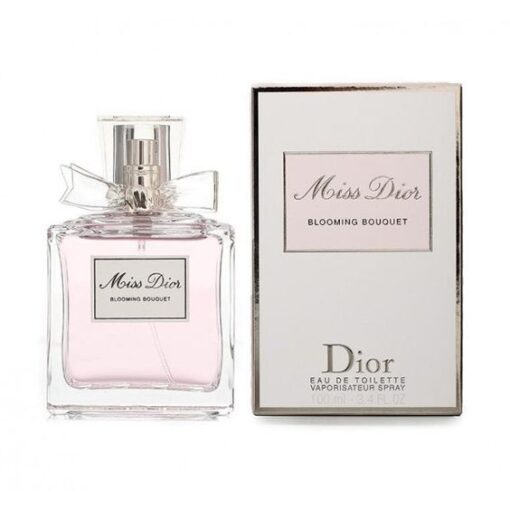 Miss Dior
BLOOMING BOUQUET
Miss Dior
BLOOMING BOUQUET
Dior
EAU DE TOILETTE
VAPORISATEUR SPRAY
100 ml - 3.4 FL.OZ